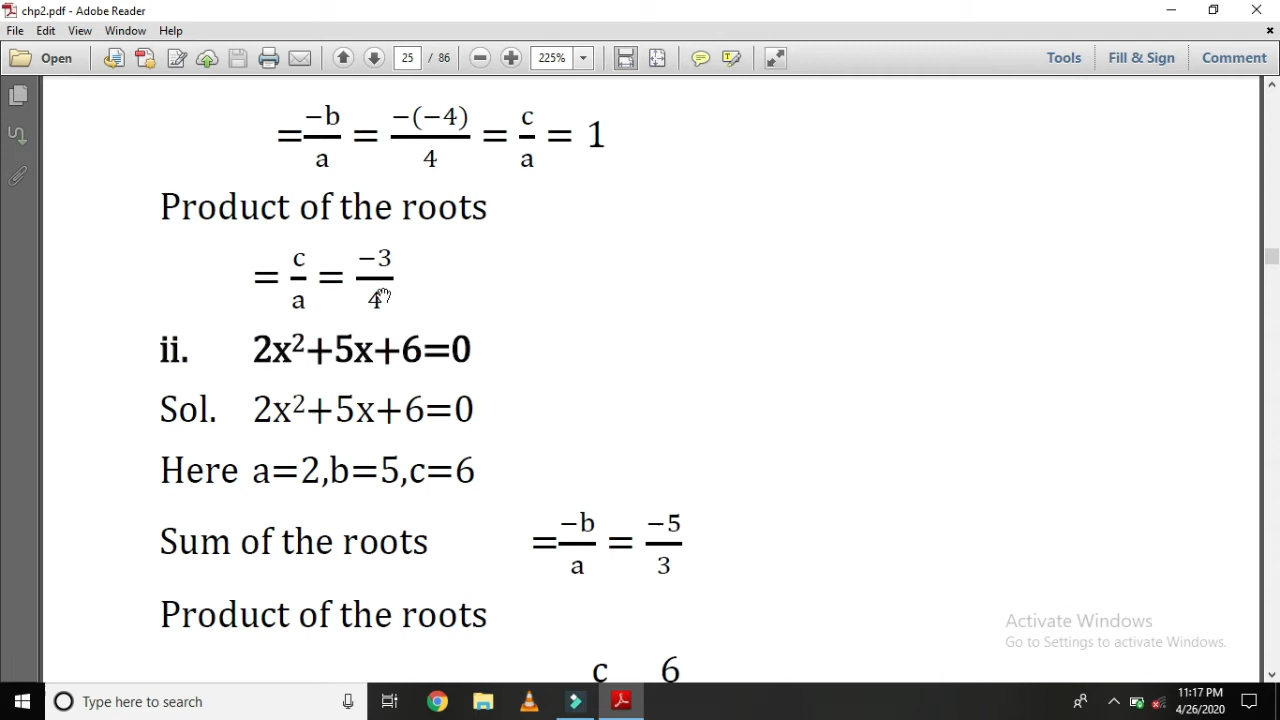 chp2.pdf - Adobe Reader
File Edit View Window Help
Open 25 / 86 225% Tools Fill & Sign Comment
=−b/a = −(−4)/4 = c/a = 1
Product of the roots
= c/a = −3/4
ii. 2x²+5x+6=0
Sol. 2x²+5x+6=0
Here a=2,b=5,c=6
Sum of the roots =−b/a = −5/3
Product of the roots
c 6
Activate Windows
Go to Settings to activate Windows.
Type here to search
11:17 PM
4/26/2020